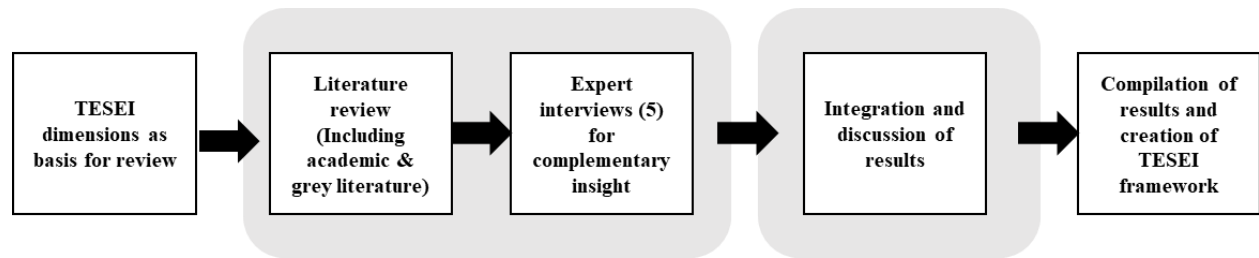 TESEI
dimensions as
basis for review
Literature
review
(Including
academic &
grey literature)
Expert
interviews (5)
for
complementary
insight
Integration and
discussion of
results
Compilation of
results and
creation of
TESEI
framework